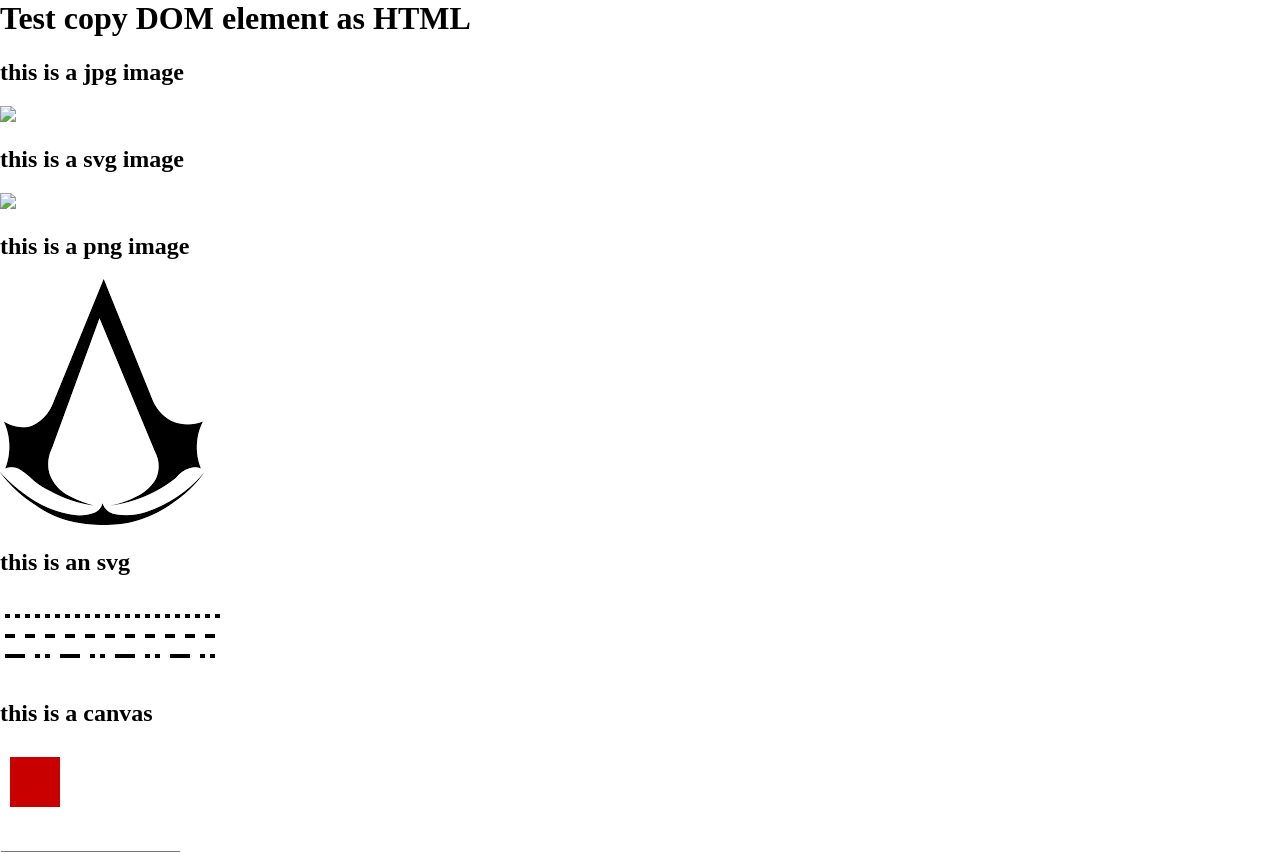 Test copy DOM element as HTML
this is a jpg image
this is a svg image
this is a png image
this is an svg
this is a canvas